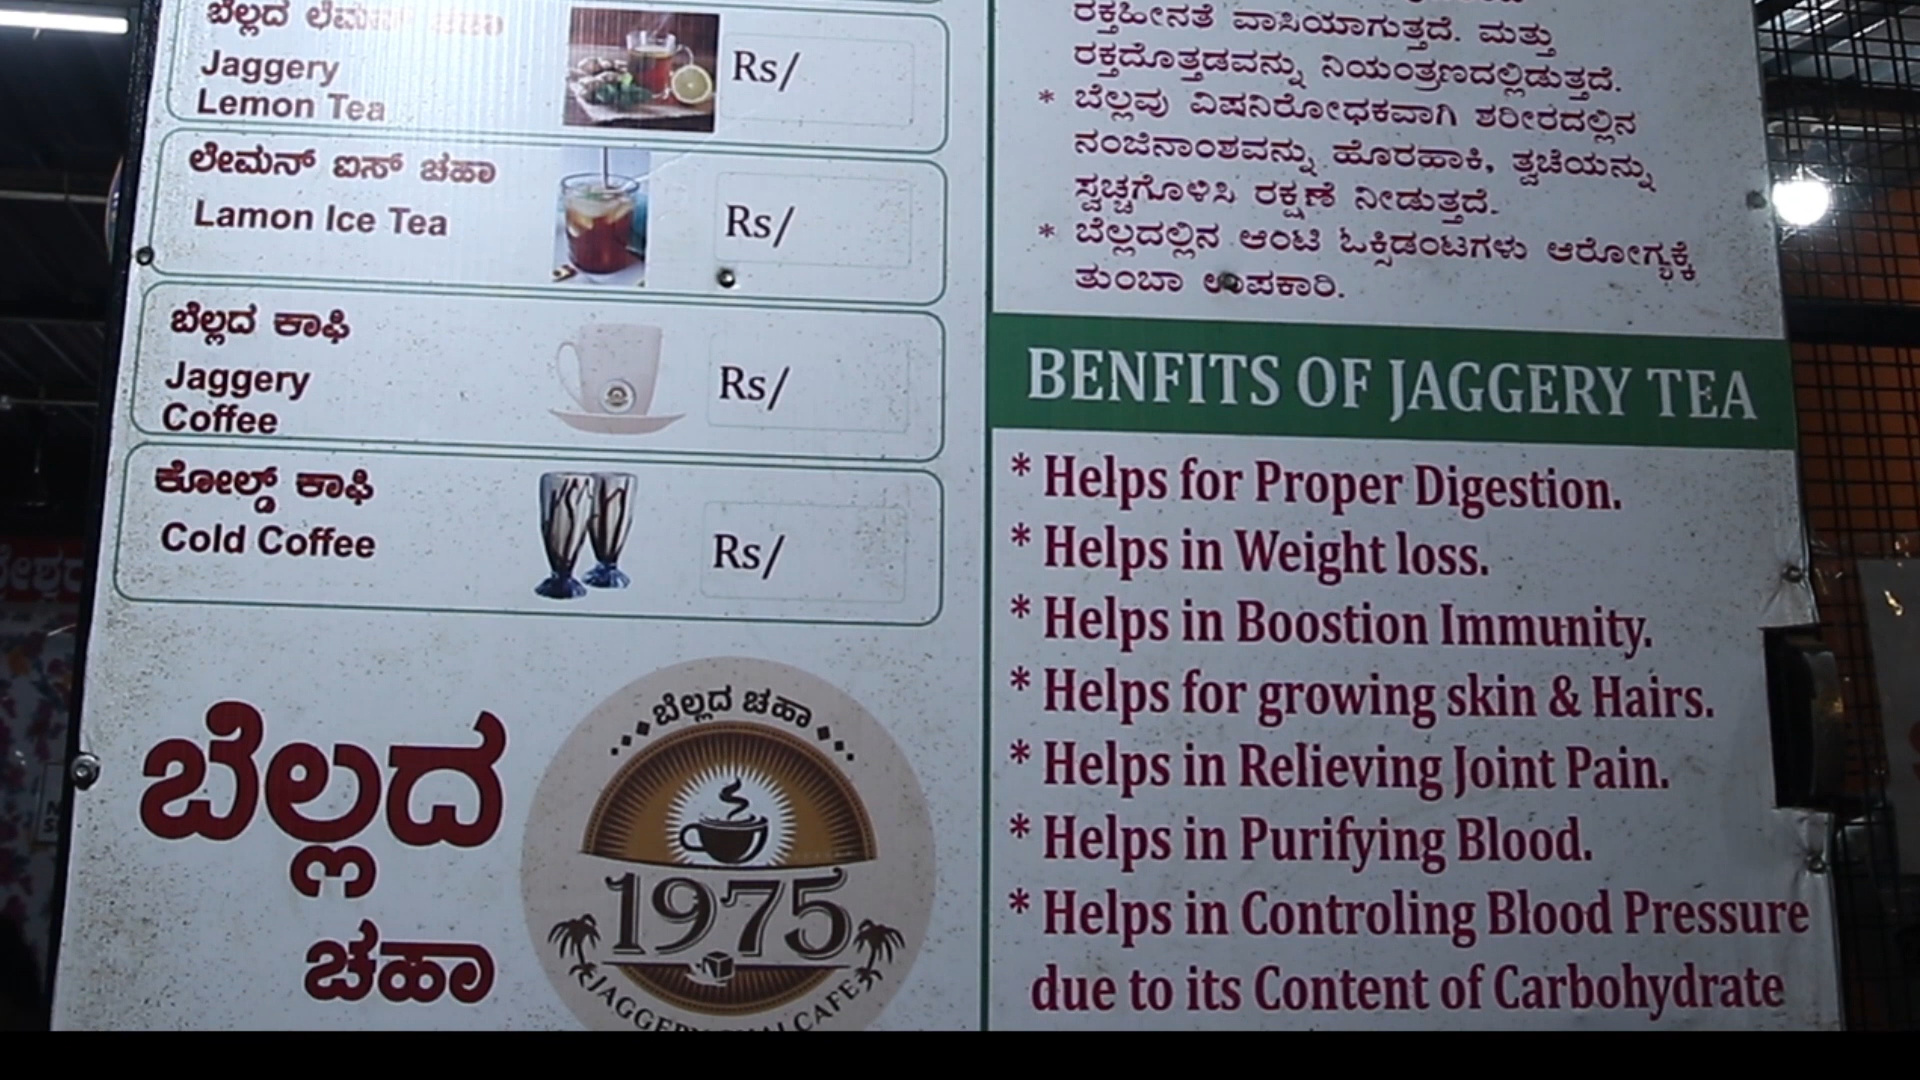 ಬೆಲ್ಲದ ಲೆಮನ್ ಚಹಾ
Jaggery
Lemon Tea
Rs/
ಲೇಮನ್ ಐಸ್ ಚಹಾ
Lamon Ice Tea
Rs/
ಬೆಲ್ಲದ ಕಾಫಿ
Jaggery
Coffee
Rs/
ಕೋಲ್ಡ್ ಕಾಫಿ
Cold Coffee
Rs/
ಬೆಲ್ಲದ
ಚಹಾ
ಬೆಲ್ಲದ ಚಹಾ
1975
JAGGERY CHAI CAFE
ರಕ್ತಹೀನತೆ ವಾಸಿಯಾಗುತ್ತದೆ. ಮತ್ತು
ರಕ್ತದೊತ್ತಡವನ್ನು ನಿಯಂತ್ರಣದಲ್ಲಿಡುತ್ತದೆ.
* ಬೆಲ್ಲವು ವಿಷನಿರೋಧಕವಾಗಿ ಶರೀರದಲ್ಲಿನ
ನಂಜಿನಾಂಶವನ್ನು ಹೊರಹಾಕಿ, ತ್ವಚೆಯನ್ನು
ಸ್ವಚ್ಚಗೊಳಿಸಿ ರಕ್ಷಣೆ ನೀಡುತ್ತದೆ.
* ಬೆಲ್ಲದಲ್ಲಿನ ಆಂಟಿ ಓಕ್ಸಿಡಂಟಗಳು ಆರೋಗ್ಯಕ್ಕೆ
ತುಂಬಾ ಉಪಕಾರಿ.
BENFITS OF JAGGERY TEA
* Helps for Proper Digestion.
* Helps in Weight loss.
* Helps in Boostion Immunity.
* Helps for growing skin & Hairs.
* Helps in Relieving Joint Pain.
* Helps in Purifying Blood.
* Helps in Controling Blood Pressure
due to its Content of Carbohydrate